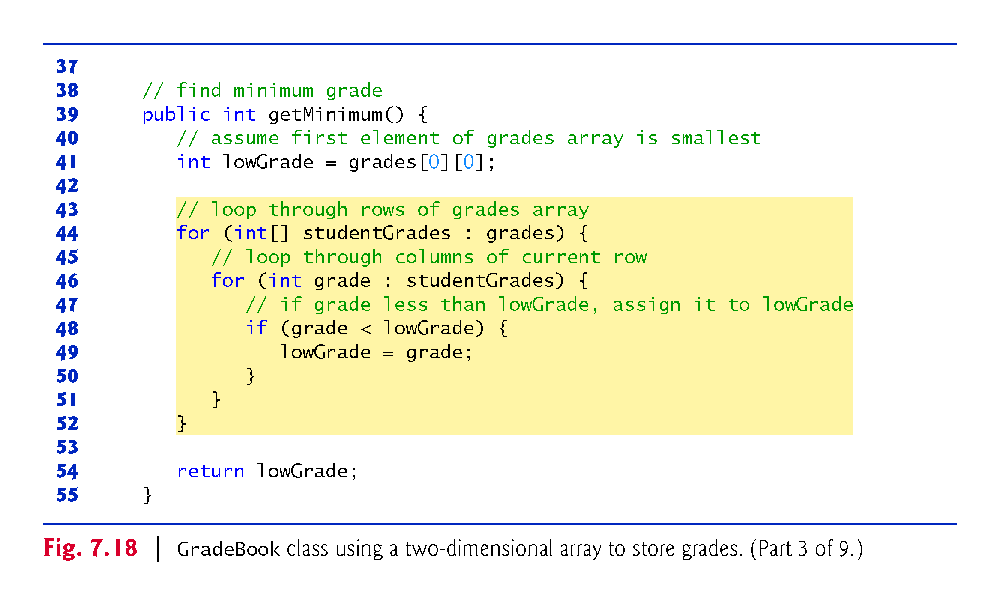 37
38 // find minimum grade
39 public int getMinimum() {
40 // assume first element of grades array is smallest
41 int lowGrade = grades[0][0];
42
43 // loop through rows of grades array
44 for (int[] studentGrades : grades) {
45 // loop through columns of current row
46 for (int grade : studentGrades) {
47 // if grade less than lowGrade, assign it to lowGrade
48 if (grade < lowGrade) {
49 lowGrade = grade;
50 }
51 }
52 }
53
54 return lowGrade;
55 }
Fig. 7.18 | GradeBook class using a two-dimensional array to store grades. (Part 3 of 9.)